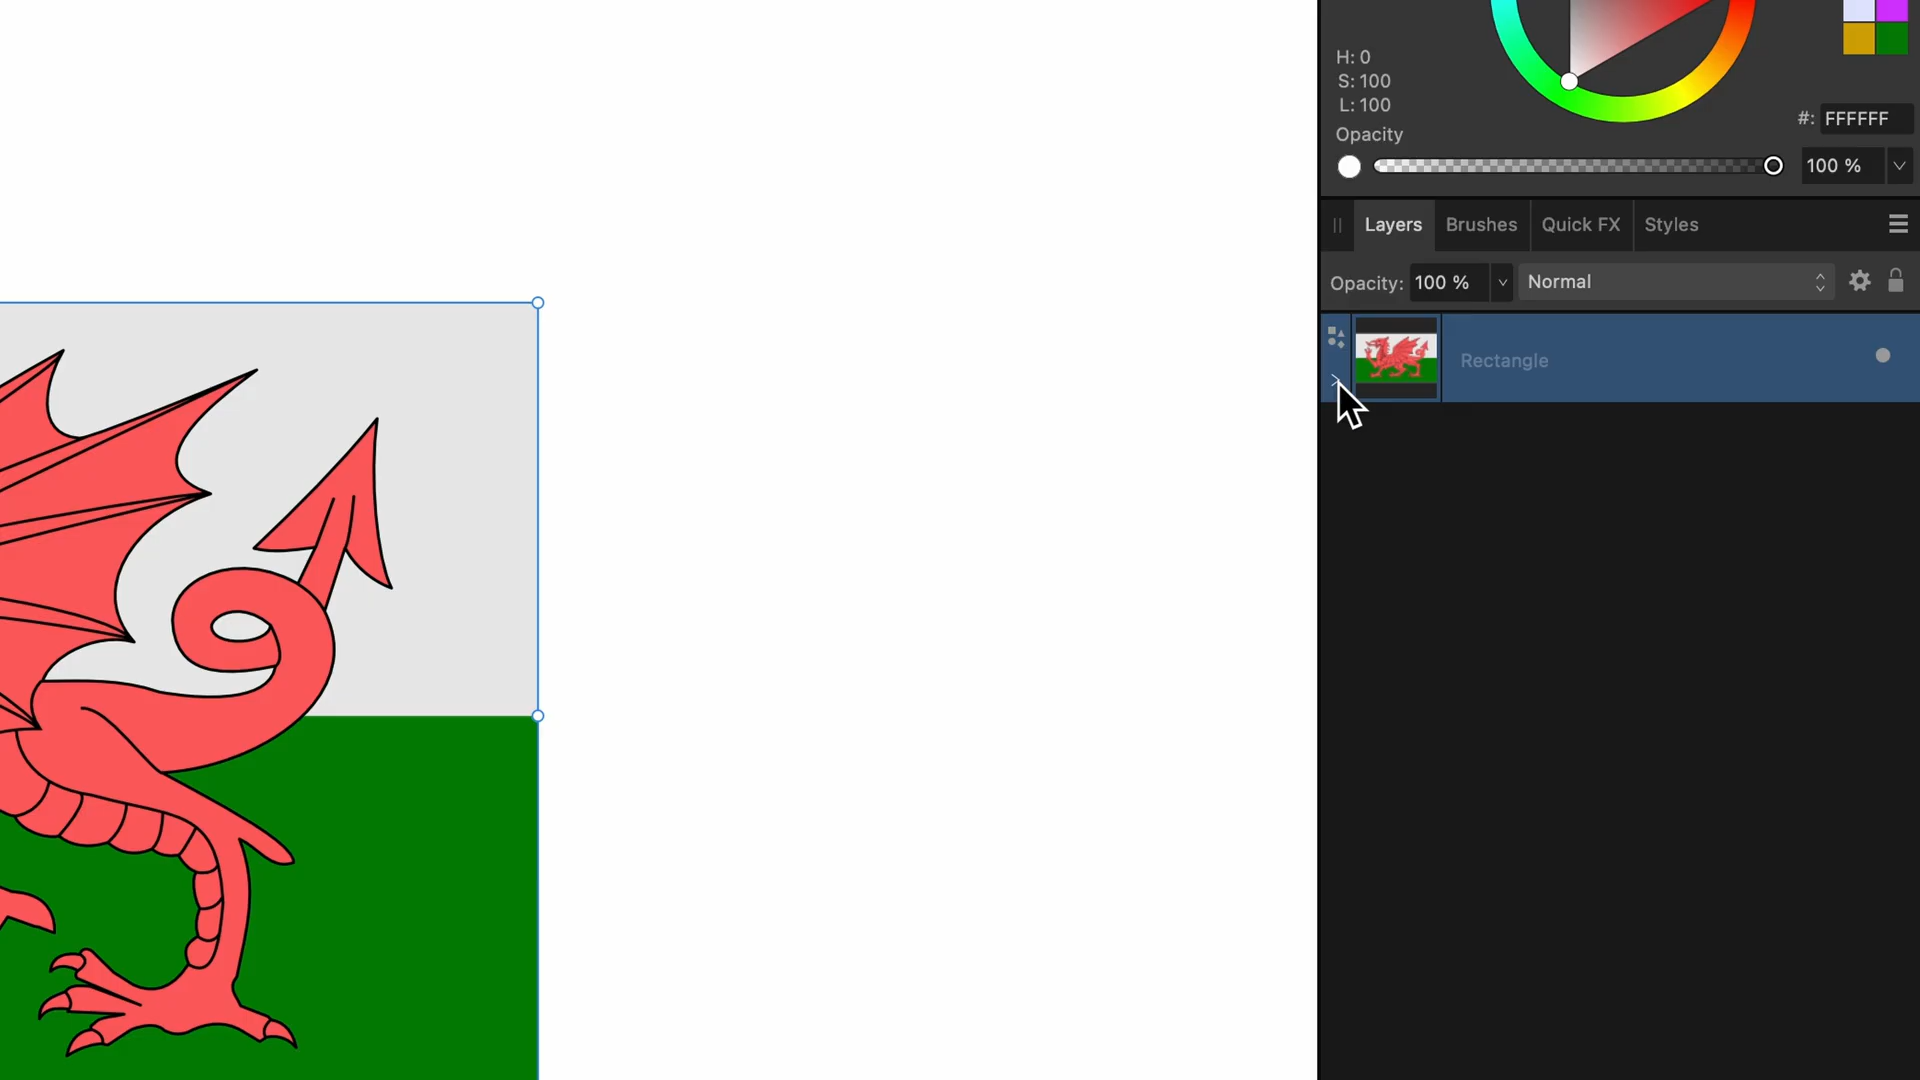 H: 0
S: 100
L: 100
Opacity
#: FFFFFF
100 %
Layers Brushes Quick FX Styles
Opacity: 100 % Normal
Rectangle